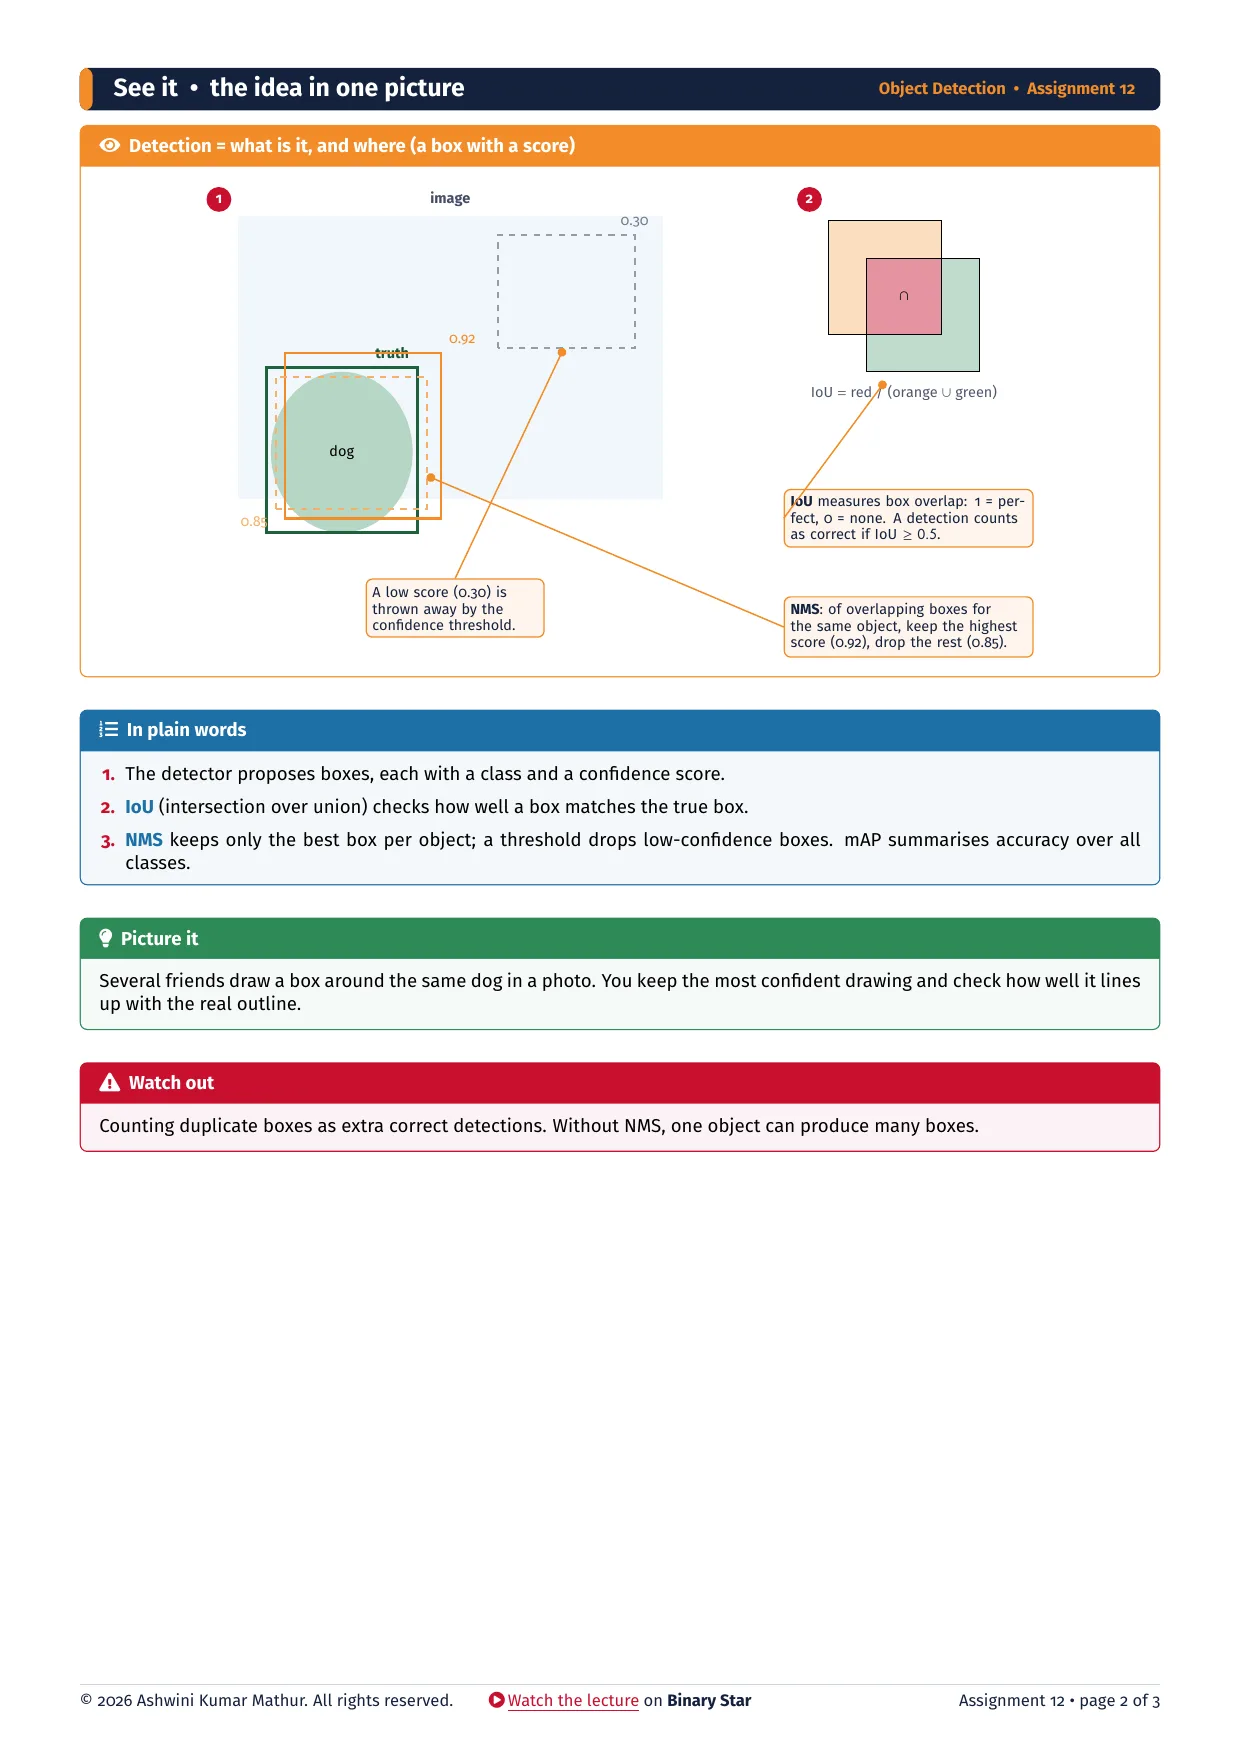 See it • the idea in one picture
Object Detection • Assignment 12
Detection = what is it, and where (a box with a score)
1
image
0.30
0.92
truth
dog
0.85
A low score (0.30) is
thrown away by the
confidence threshold.
2
∩
IoU = red / (orange ∪ green)
IoU measures box overlap: 1 = per-
fect, 0 = none. A detection counts
as correct if IoU ≥ 0.5.
NMS: of overlapping boxes for
the same object, keep the highest
score (0.92), drop the rest (0.85).
In plain words
1. The detector proposes boxes, each with a class and a confidence score.
2. IoU (intersection over union) checks how well a box matches the true box.
3. NMS keeps only the best box per object; a threshold drops low-confidence boxes. mAP summarises accuracy over all
classes.
Picture it
Several friends draw a box around the same dog in a photo. You keep the most confident drawing and check how well it lines
up with the real outline.
Watch out
Counting duplicate boxes as extra correct detections. Without NMS, one object can produce many boxes.
© 2026 Ashwini Kumar Mathur. All rights reserved.
Watch the lecture on Binary Star
Assignment 12 • page 2 of 3